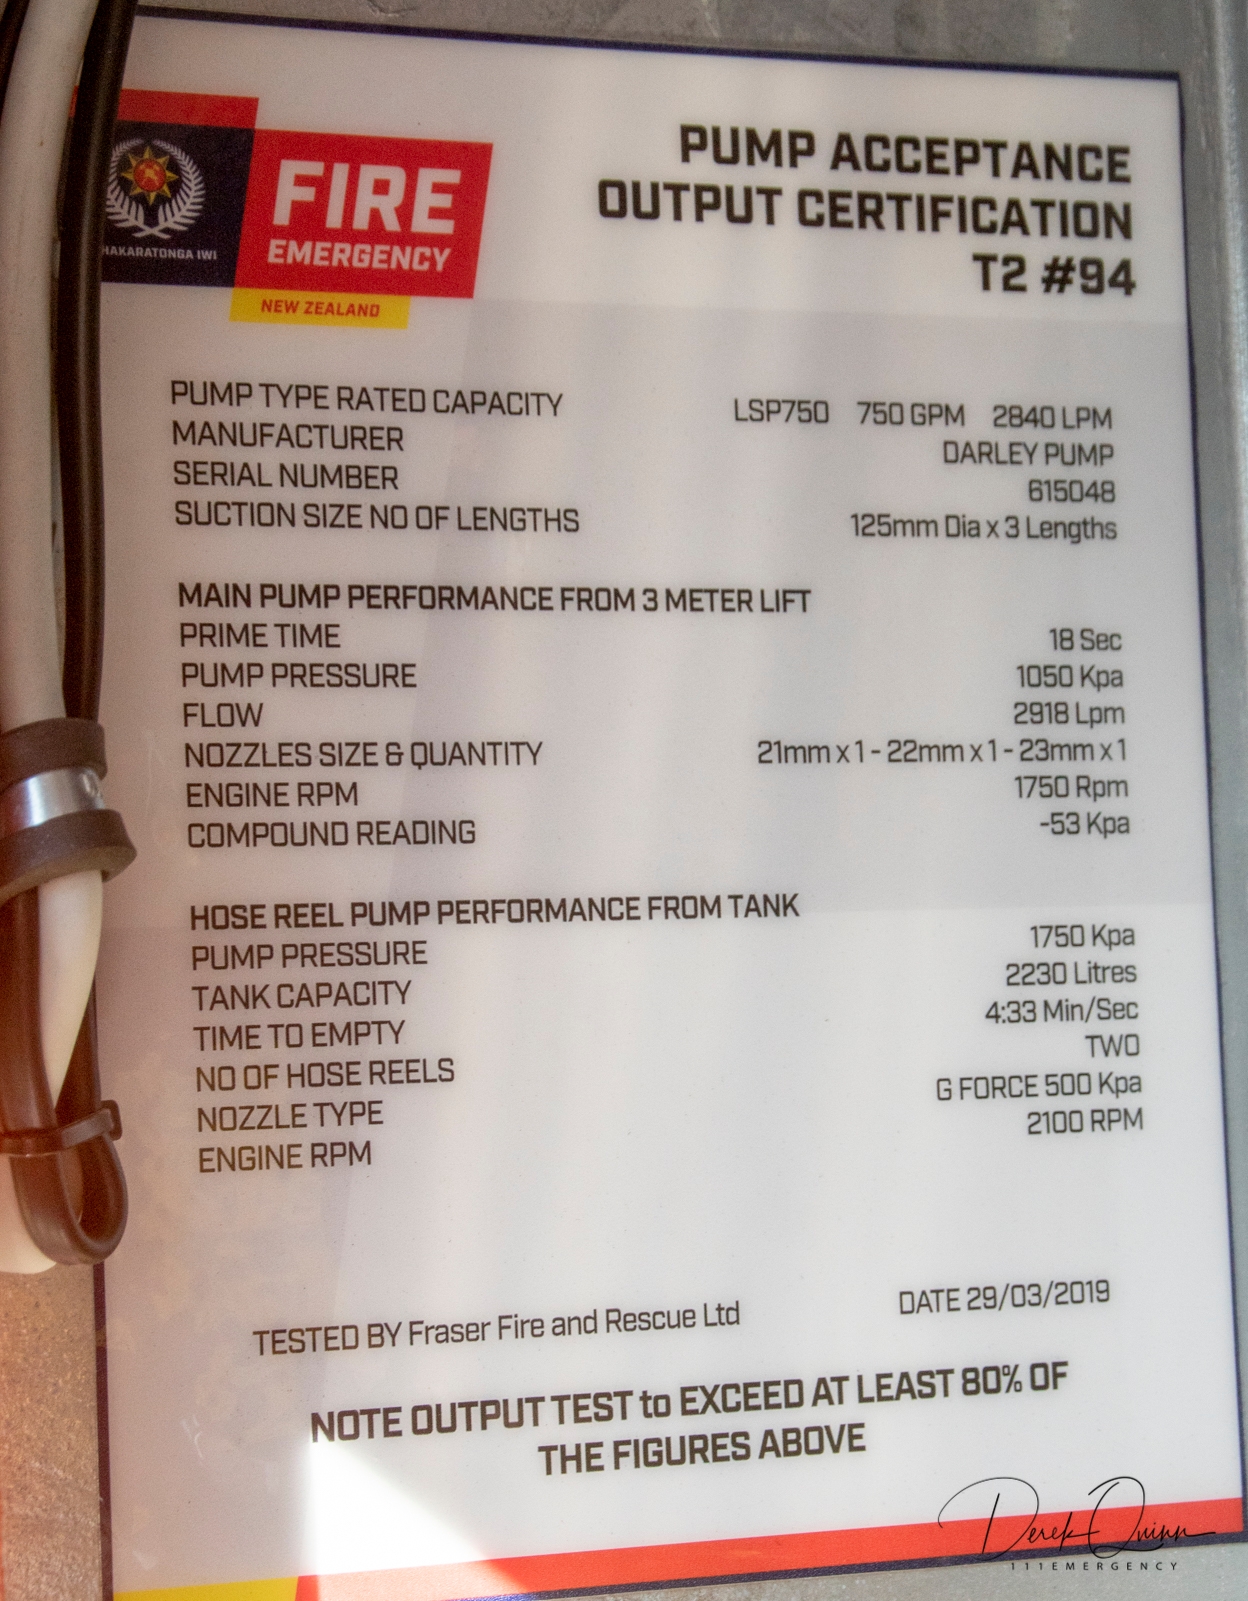 HAKARATONGA IWI
FIRE
EMERGENCY
NEW ZEALAND
PUMP ACCEPTANCE
OUTPUT CERTIFICATION
T2 #94
PUMP TYPE RATED CAPACITY LSP750 750 GPM 2840 LPM
MANUFACTURER DARLEY PUMP
SERIAL NUMBER 615048
SUCTION SIZE NO OF LENGTHS 125mm Dia x 3 Lengths
MAIN PUMP PERFORMANCE FROM 3 METER LIFT
PRIME TIME 18 Sec
PUMP PRESSURE 1050 Kpa
FLOW 2918 Lpm
NOZZLES SIZE & QUANTITY 21mm x 1 - 22mm x 1 - 23mm x 1
ENGINE RPM 1750 Rpm
COMPOUND READING -53 Kpa
HOSE REEL PUMP PERFORMANCE FROM TANK
PUMP PRESSURE 1750 Kpa
TANK CAPACITY 2230 Litres
TIME TO EMPTY 4:33 Min/Sec
NO OF HOSE REELS TWO
NOZZLE TYPE G FORCE 500 Kpa
ENGINE RPM 2100 RPM
TESTED BY Fraser Fire and Rescue Ltd DATE 29/03/2019
NOTE OUTPUT TEST to EXCEED AT LEAST 80% OF
THE FIGURES ABOVE
Derek Quinn
111EMERGENCY